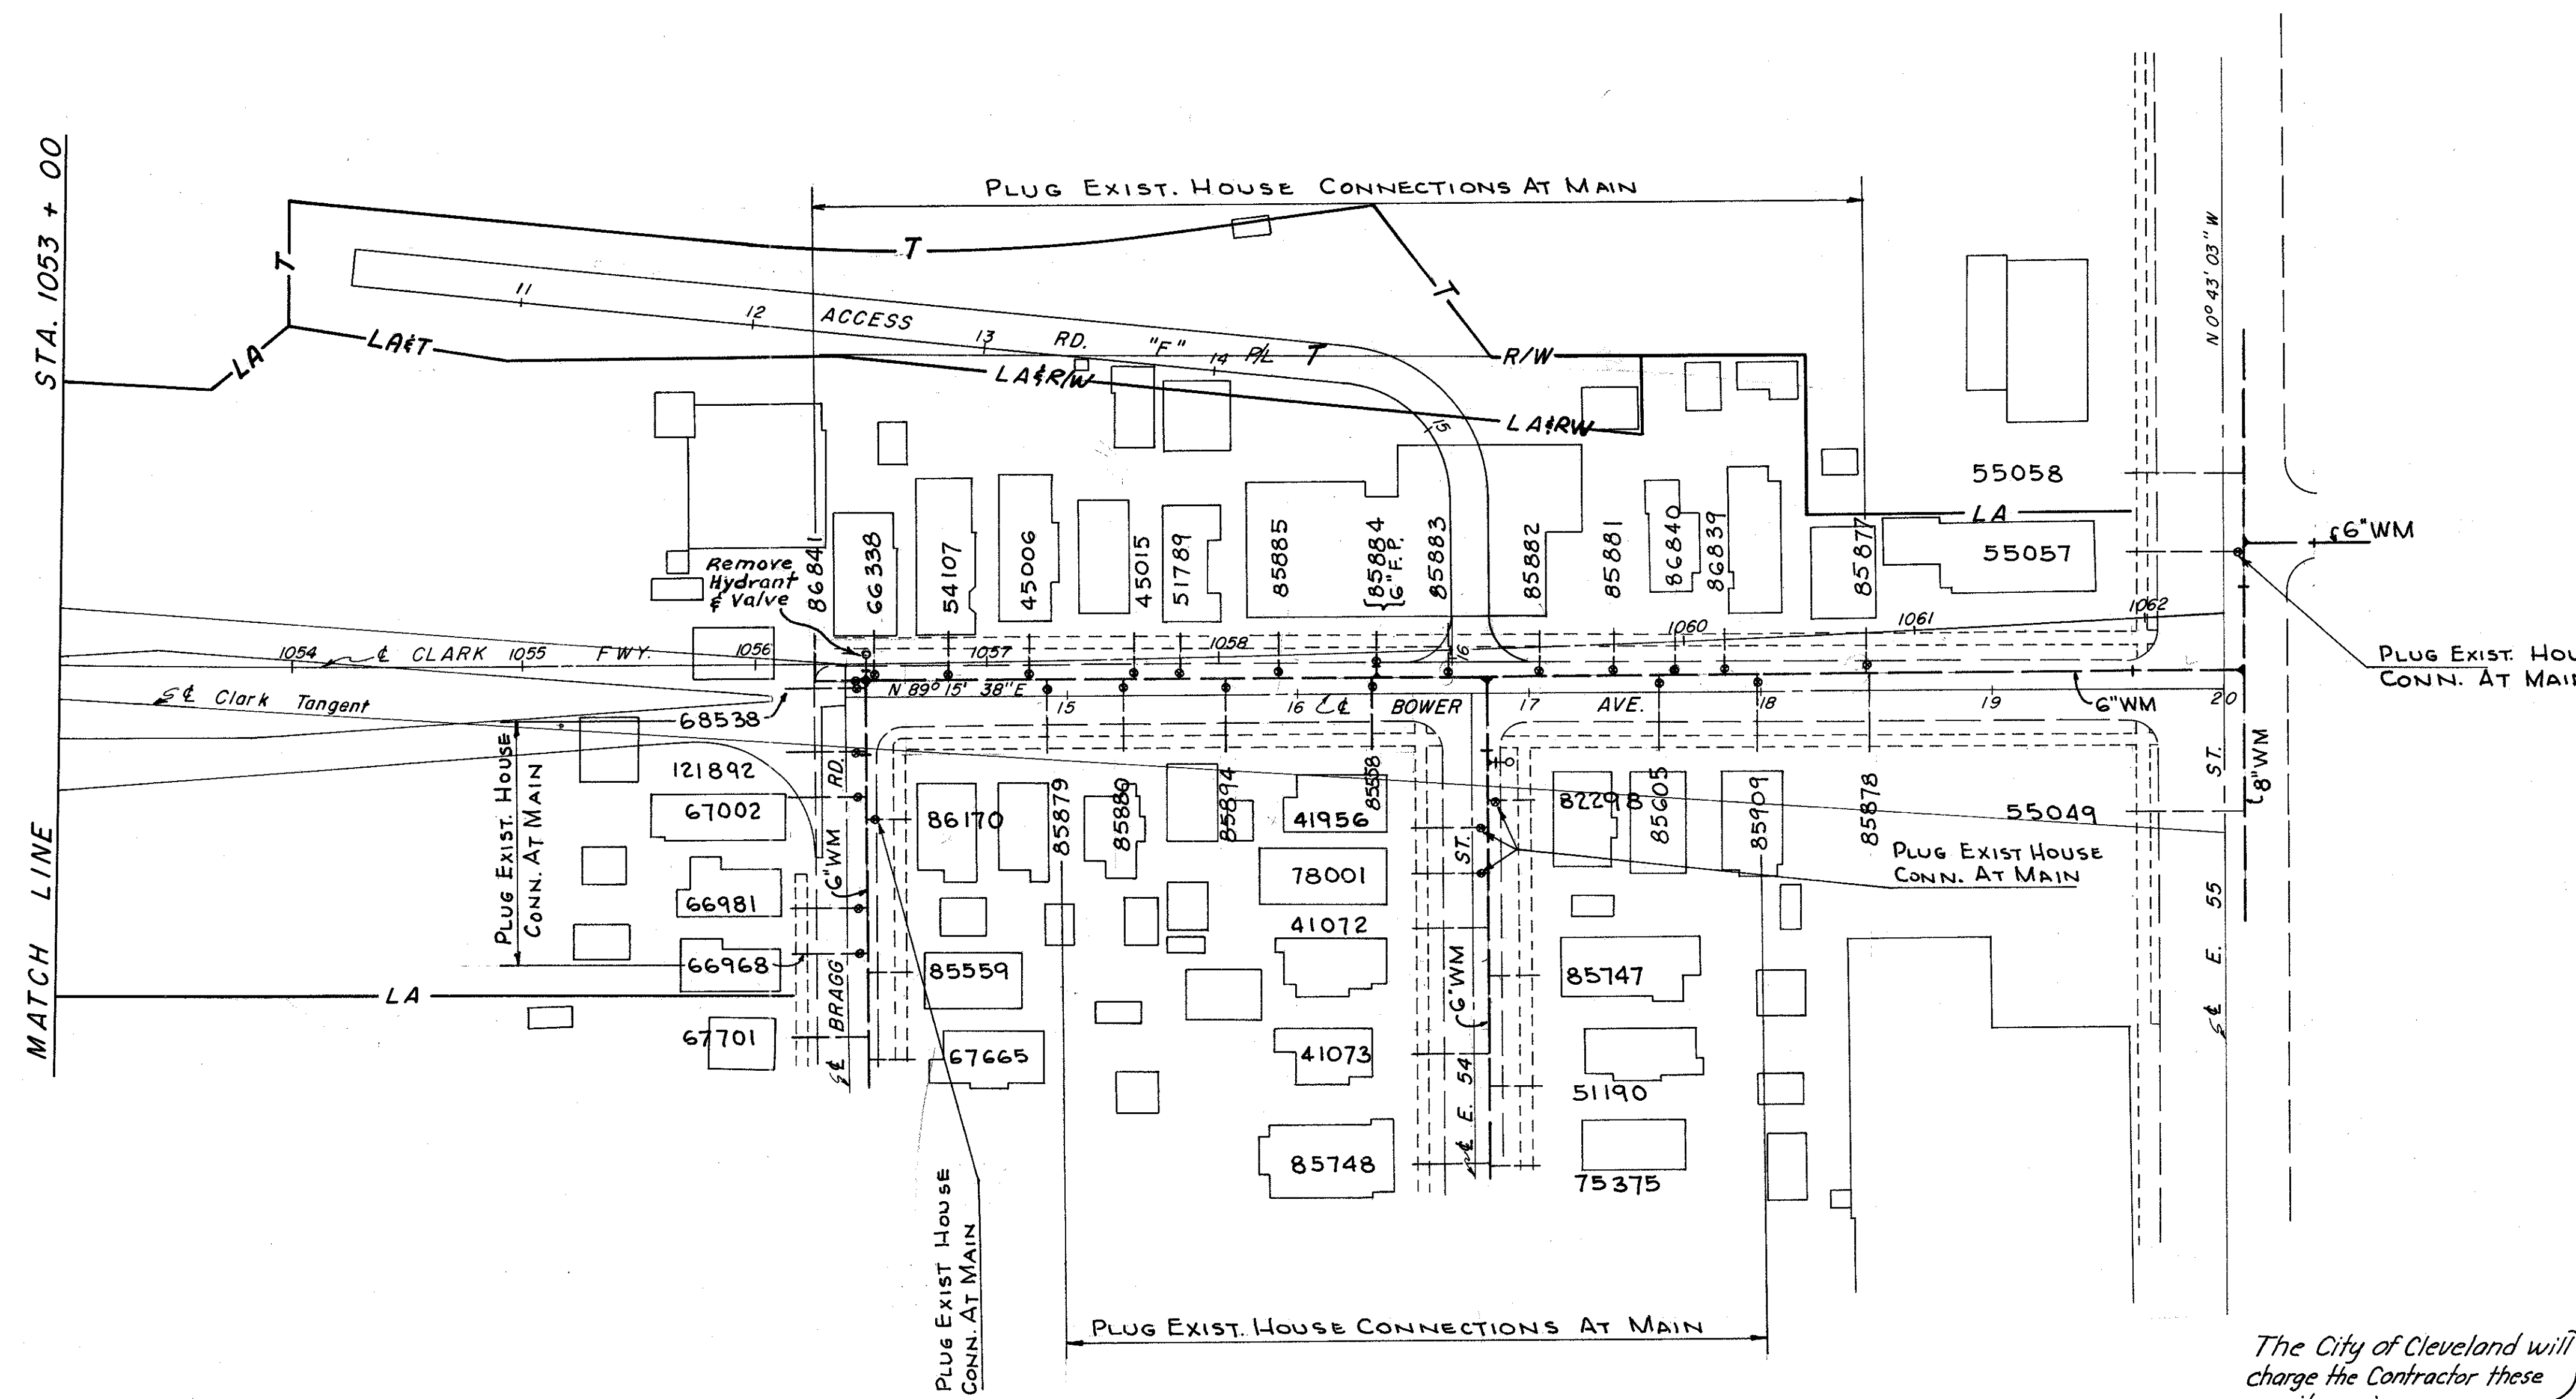 PLUG EXIST. HOUSE CONNECTIONS AT MAIN
STA. 1053 + 00
MATCH LINE
T
T
T
T
LA
LA&T
LA&R/W
R/W
LA&RW
LA
LA
11
12
ACCESS
13
RD.
"F"
14
P/L
15
16
N 0° 43' 03" W
55058
6"WM
55057
PLUG EXIST. HOU
CONN. AT MAIN
Remove
Hydrant
& Valve
86841
66338
54107
45006
45015
51789
85885
{85884
6"F.P.
85883
85882
85881
86840
86839
85877
1054
℄ CLARK
1055
FWY.
1056
1057
1058
1060
1061
1062
℄ Clark Tangent
N 89° 15' 38"E
15
16
℄ BOWER
17
AVE.
18
19
20
6"WM
8"WM
68538
121892
67002
66981
66968
67701
PLUG EXIST. HOUSE
CONN. AT MAIN
℄ BRAGG RD.
6"WM
86170
85879
85880
85894
85558
41956
78001
41072
85559
67665
41073
85748
℄ E. 54 ST.
6"WM
82298
85605
85909
85878
55049
PLUG EXIST HOUSE
CONN. AT MAIN
85747
51190
75375
℄ E. 55 ST.
PLUG EXIST HOUSE
CONN. AT MAIN
PLUG EXIST. HOUSE CONNECTIONS AT MAIN
The City of Cleveland will
charge the Contractor these